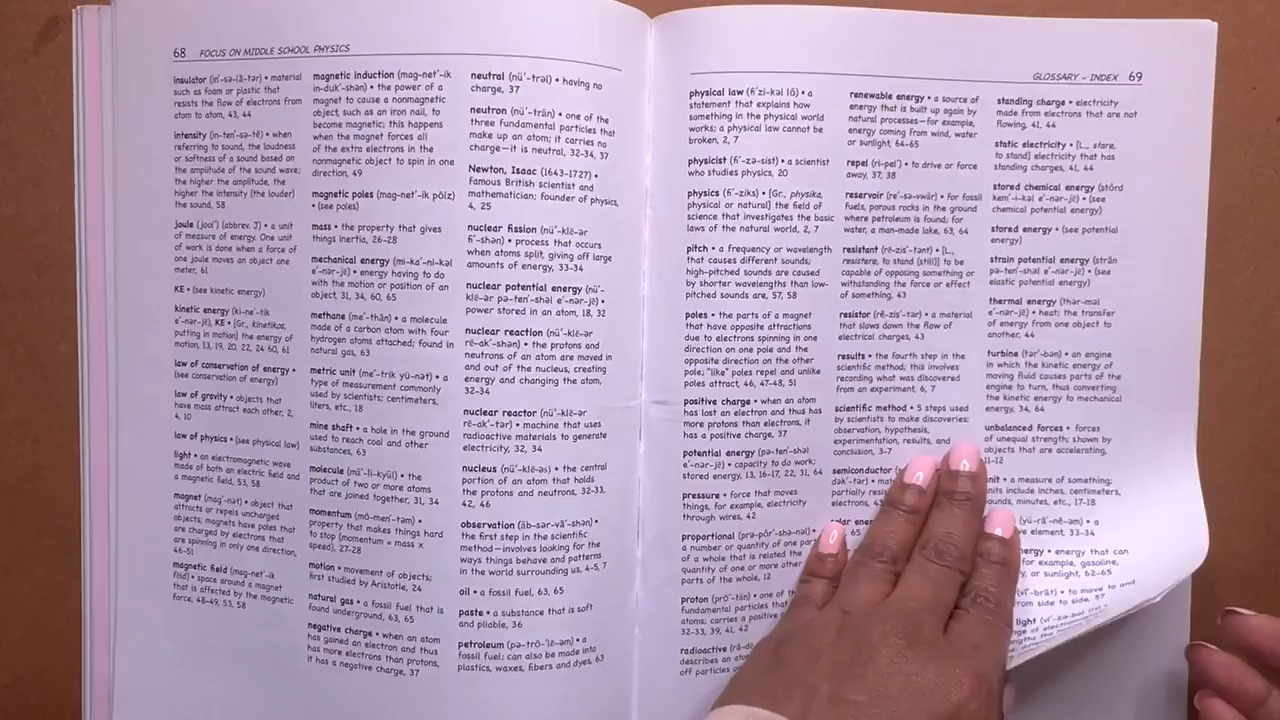 68 FOCUS ON MIDDLE SCHOOL PHYSICS
insulator (in´-sə-lā-tər) • material
such as foam or plastic that
resists the flow of electrons from
atom to atom, 43, 44
intensity (in-ten´-sə-tē) • when
referring to sound, the loudness
or softness of a sound based on
the amplitude of the sound wave;
the higher the amplitude, the
higher the intensity (the louder)
the sound, 58
joule (jool´) (abbrev. J) • a unit
of measure of energy. One unit
of work is done when a force of
one joule moves an object one
meter, 61
KE • (see kinetic energy)
kinetic energy (ki-ne´-tik
e´-nər-jē), KE • [Gr., kinetikos,
putting in motion) the energy of
motion, 13, 19, 20, 22, 24 60, 61
law of conservation of energy •
(see conservation of energy)
law of gravity • objects that
have mass attract each other, 2,
4, 10
law of physics • (see physical law)
light • an electromagnetic wave
made of both an electric field and
a magnetic field, 53, 58
magnet (mag´-nət) • object that
attracts or repels uncharged
objects; magnets have poles that
are charged by electrons that
are spinning in only one direction,
46-51
magnetic field (mag-net´-ik
fēld) • space around a magnet
that is affected by the magnetic
force, 48-49, 53, 58
magnetic induction (mag-net´-ik
in-duk´-shən) • the power of a
magnet to cause a nonmagnetic
object, such as an iron nail, to
become magnetic; this happens
when the magnet forces all
of the extra electrons in the
nonmagnetic object to spin in one
direction, 49
magnetic poles (mag-net´-ik pōlz)
• (see poles)
mass • the property that gives
things inertia, 26-28
mechanical energy (mi-ka´-ni-kəl
e´-nər-jē) • energy having to do
with the motion or position of an
object, 31, 34, 60, 65
methane (me´-thān) • a molecule
made of a carbon atom with four
hydrogen atoms attached; found in
natural gas, 63
metric unit (me´-trik yü-nət) • a
type of measurement commonly
used by scientists; centimeters,
liters, etc., 18
mine shaft • a hole in the ground
used to reach coal and other
substances, 63
molecule (mä´-li-kyül) • the
product of two or more atoms
that are joined together, 31, 34
momentum (mō-men´-təm) •
property that makes things hard
to stop (momentum = mass x
speed), 27-28
motion • movement of objects;
first studied by Aristotle, 24
natural gas • a fossil fuel that is
found underground, 63, 65
negative charge • when an atom
has gained an electron and thus
has more electrons than protons,
it has a negative charge, 37
neutral (nü´-trəl) • having no
charge, 37
neutron (nü´-trän) • one of the
three fundamental particles that
make up an atom; it carries no
charge—it is neutral, 32-34, 37
Newton, Isaac (1643-1727) •
famous British scientist and
mathematician; founder of physics,
4, 25
nuclear fission (nü´-klē-ər
fi´-shən) • process that occurs
when atoms split, giving off large
amounts of energy, 33-34
nuclear potential energy (nü´-
klē-ər pə-ten´-shəl e´-nər-jē) •
power stored in an atom, 18, 32
nuclear reaction (nü´-klē-ər
rē-ak´-shən) • the protons and
neutrons of an atom are moved in
and out of the nucleus, creating
energy and changing the atom,
32-34
nuclear reactor (nü´-klē-ər
rē-ak´-tər) • machine that uses
radioactive materials to generate
electricity, 32, 34
nucleus (nü´-klē-əs) • the central
portion of an atom that holds
the protons and neutrons, 32-33,
42, 46
observation (äb-sər-vā´-shən) •
the first step in the scientific
method—involves looking for the
ways things behave and patterns
in the world surrounding us, 4-5, 7
oil • a fossil fuel, 63, 65
paste • a substance that is soft
and pliable, 36
petroleum (pə-trō´-lē-əm) • a
fossil fuel; can also be made into
plastics, waxes, fibers and dyes, 63
GLOSSARY - INDEX 69
physical law (fi´zi-kəl lô) • a
statement that explains how
something in the physical world
works; a physical law cannot be
broken, 2, 7
physicist (fi´-zə-sist) • a scientist
who studies physics, 20
physics (fi´-ziks) • [Gr., physika,
physical or natural] the field of
science that investigates the basic
laws of the natural world, 2, 7
pitch • a frequency or wavelength
that causes different sounds;
high-pitched sounds are caused
by shorter wavelengths than low-
pitched sounds are, 57, 58
poles • the parts of a magnet
that have opposite attractions
due to electrons spinning in one
direction on one pole and the
opposite direction on the other
pole; "like" poles repel and unlike
poles attract, 46, 47-48, 51
positive charge • when an atom
has lost an electron and thus has
more protons than electrons, it
has a positive charge, 37
potential energy (pə-ten´-shəl
e´-nər-jē) • capacity to do work;
stored energy, 13, 16-17, 22, 31, 64
pressure • force that moves
things, for example, electricity
through wires, 42
proportional (prə-pôr´-shə-nəl) •
a number or quantity of one part
of a whole that is related the
quantity of one or more other
parts of the whole, 12
proton (prō´-tän) • one of th
fundamental particles that
atoms; carries a positive
32-33, 39, 41, 42
radioactive
describes an
off particles
renewable energy • a source of
energy that is built up again by
natural processes—for example,
energy coming from wind, water
or sunlight, 64-65
repel (ri-pel´) • to drive or force
away, 37, 38
reservoir (re´-sə-vwär) • for fossil
fuels, porous rocks in the ground
where petroleum is found; for
water, a man-made lake, 63, 64
resistant (rē-zis´-tənt) • [L.,
resistere, to stand (still)] to be
capable of opposing something or
withstanding the force or effect
of something, 43
resistor (rē-zis´-tər) • a material
that slows down the flow of
electrical charges, 43
results • the fourth step in the
scientific method; this involves
recording what was discovered
from an experiment, 6, 7
scientific method • 5 steps used
by scientists to make discoveries:
observation, hypothesis,
experimentation, results, and
conclusion, 3-7
semiconductor
partially
electrons,
65
standing charge • electricity
made from electrons that are not
flowing, 41, 44
static electricity • [L., stare,
to stand] electricity that has
standing charges, 41, 44
stored chemical energy (stôrd
kem´-i-kəl e´-nər-jē) • (see
chemical potential energy)
stored energy • (see potential
energy)
strain potential energy (strān
pə-ten´-shəl e´-nər-jē) • (see
elastic potential energy)
thermal energy (thər-məl
e´-nər-jē) • heat; the transfer
of energy from one object to
another, 44
turbine (tər´-bən) • an engine
in which the kinetic energy of
moving fluid causes parts of the
engine to turn, thus converting
the kinetic energy to mechanical
energy, 34, 64
unbalanced forces • forces
of unequal strength; shown by
objects that are accelerating,
11-12
unit • a measure of something;
units include inches, centimeters,
pounds, minutes, etc., 17-18
(yü-rā´-nē-əm) • a
element, 33-34
energy • energy that can
for example, gasoline,
or sunlight, 62-65
(vī´-brāt) • to move to and
from side to side, 57
light